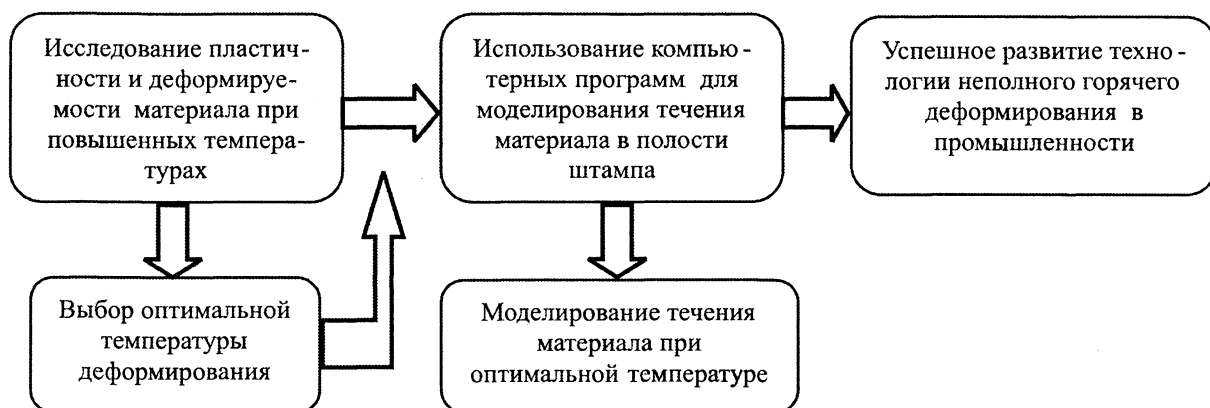 Исследование пластич-
ности и деформируе-
мости материала при
повышенных темпера-
турах
Использование компью-
терных программ для
моделирования течения
материала в полости
штампа
Успешное развитие техно-
логии неполного горячего
деформирования в
промышленности
Выбор оптимальной
температуры
деформирования
Моделирование течения
материала при
оптимальной температуре